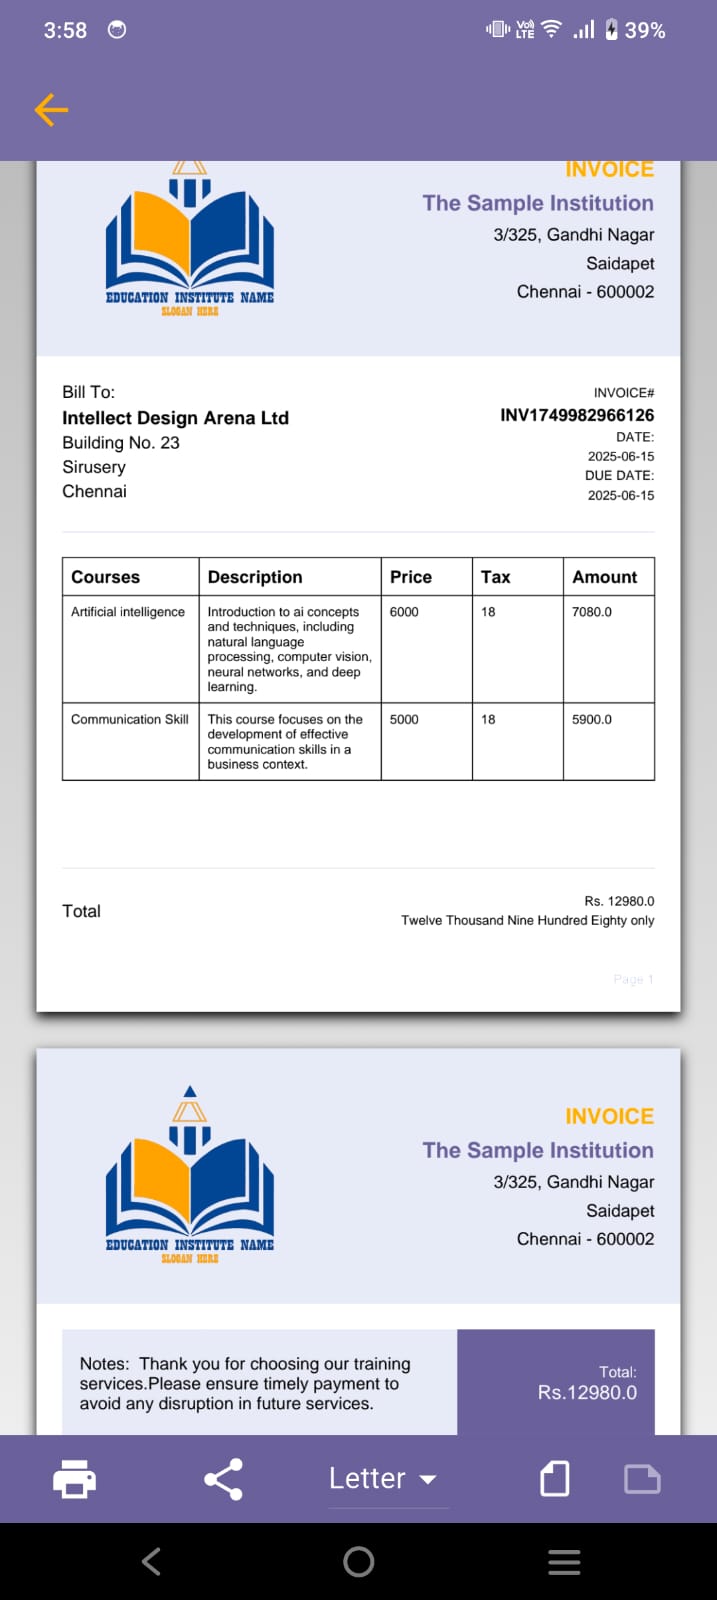 3:58
Vo)
LTE
39%
INVOICE
The Sample Institution
3/325, Gandhi Nagar
Saidapet
Chennai - 600002
EDUCATION INSTITUTE NAME
SLOGAN HERE
Bill To:
Intellect Design Arena Ltd
Building No. 23
Sirusery
Chennai
INVOICE#
INV1749982966126
DATE:
2025-06-15
DUE DATE:
2025-06-15
Courses Description Price Tax Amount
Artificial intelligence Introduction to ai concepts 6000 18 7080.0
and techniques, including
natural language
processing, computer vision,
neural networks, and deep
learning.
Communication Skill This course focuses on the 5000 18 5900.0
development of effective
communication skills in a
business context.
Total
Rs. 12980.0
Twelve Thousand Nine Hundred Eighty only
Page 1
INVOICE
The Sample Institution
3/325, Gandhi Nagar
Saidapet
Chennai - 600002
EDUCATION INSTITUTE NAME
SLOGAN HERE
Notes:  Thank you for choosing our training
services.Please ensure timely payment to
avoid any disruption in future services.
Total:
Rs.12980.0
Letter